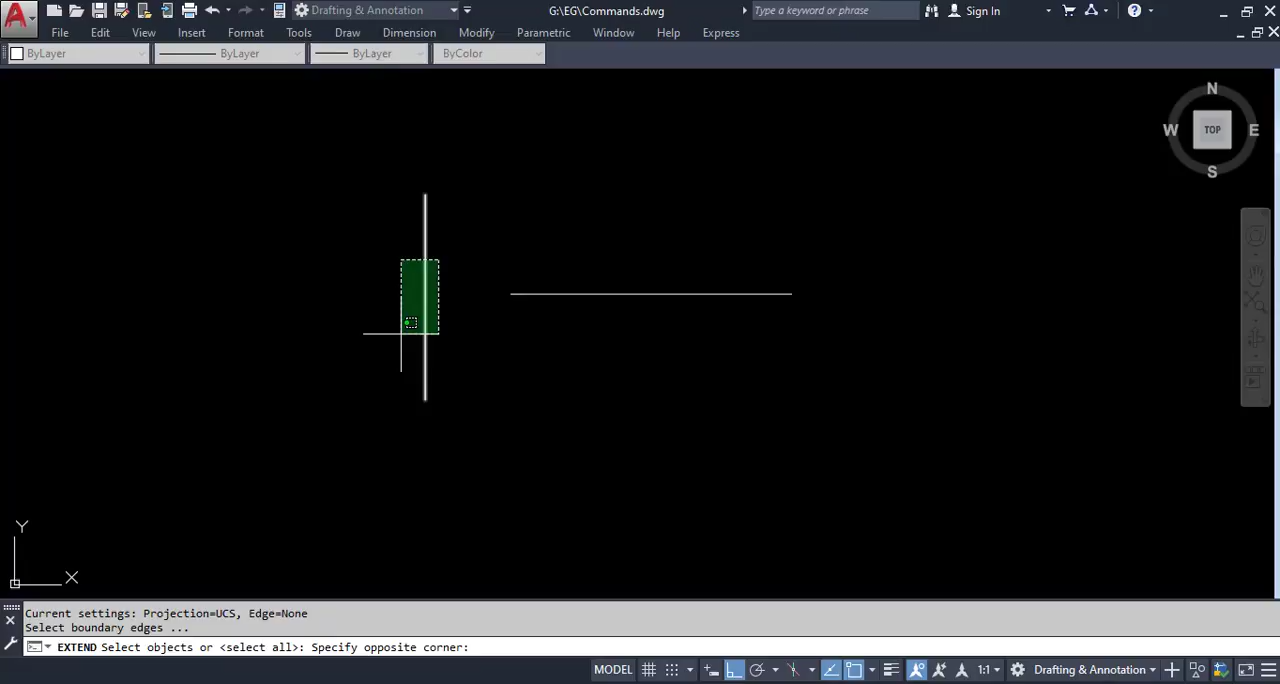 Drafting & Annotation
G:\EG\Commands.dwg
Type a keyword or phrase
Sign In
File Edit View Insert Format Tools Draw Dimension Modify Parametric Window Help Express
ByLayer ByLayer ByLayer ByColor
N
W TOP E
S
Y
X
Current settings: Projection=UCS, Edge=None
Select boundary edges ...
EXTEND Select objects or <select all>: Specify opposite corner:
MODEL 1:1 Drafting & Annotation